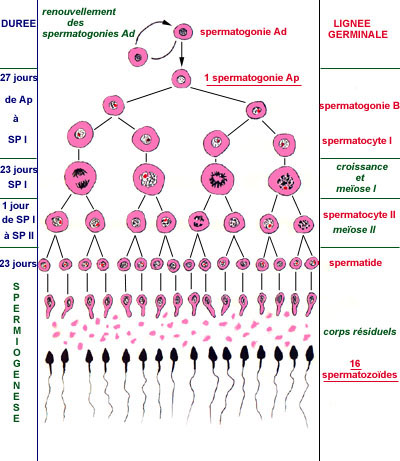 DUREE
renouvellement
des
spermatogonies Ad
LIGNEE
GERMINALE
spermatogonie Ad
27 jours
de Ap
à
SP I
1 spermatogonie Ap
spermatogonie B
spermatocyte I
23 jours
SP I
croissance
et
meïose I
1 jour
de SP I
à SP II
spermatocyte II
meïose II
23 jours
spermatide
S
P
E
R
M
I
O
G
E
N
E
S
E
corps résiduels
16
spermatozoïdes